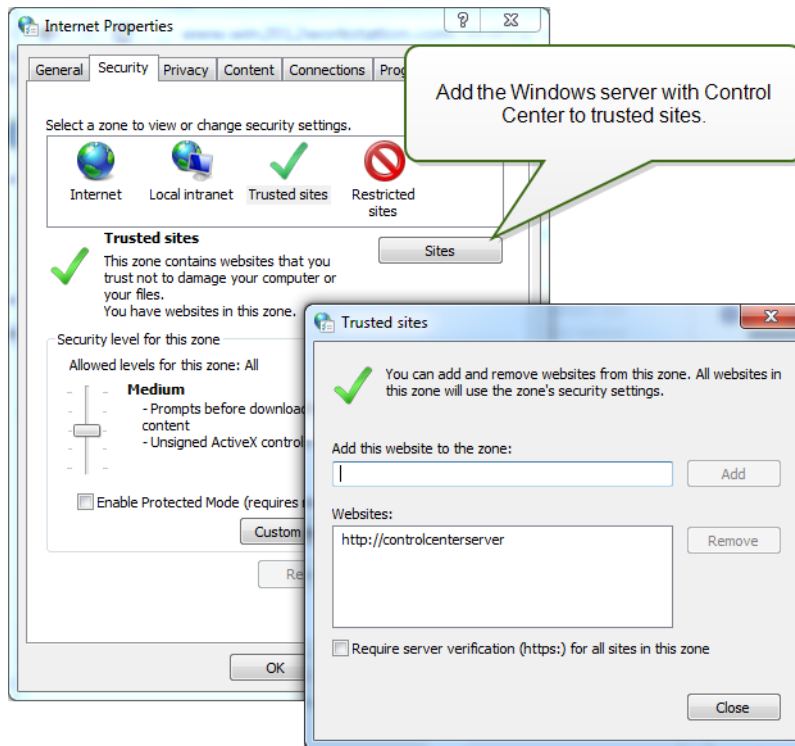 Internet Properties
General
Security
Privacy
Content
Connections
Add the Windows server with Control
Center to trusted sites.
Select a zone to view or change security settings.
Internet
Local intranet
Trusted sites
Restricted
sites
Trusted sites
This zone contains websites that you
trust not to damage your computer or
your files.
You have websites in this zone.
Sites
Security level for this zone
Allowed levels for this zone: All
Medium
- Prompts before
content
- Unsigned ActiveX
Enable Protected Mode (requires
Custom
OK
Trusted sites
You can add and remove websites from this zone. All websites in
this zone will use the zone's security settings.
Add this website to the zone:
Add
Websites:
http://controlcenterserver
Remove
Require server verification (https:) for all sites in this zone
Close